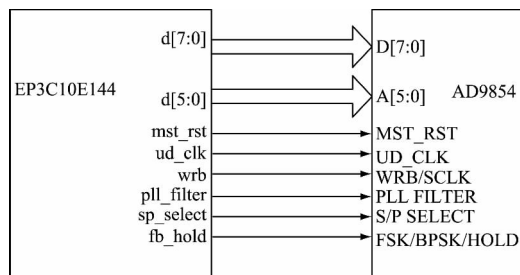 d[7:0] D[7:0]
EP3C10E144 d[5:0] A[5:0] AD9854
mst_rst MST_RST
ud_clk UD_CLK
wrb WRB/SCLK
pll_filter PLL FILTER
sp_select S/P SELECT
fb_hold FSK/BPSK/HOLD